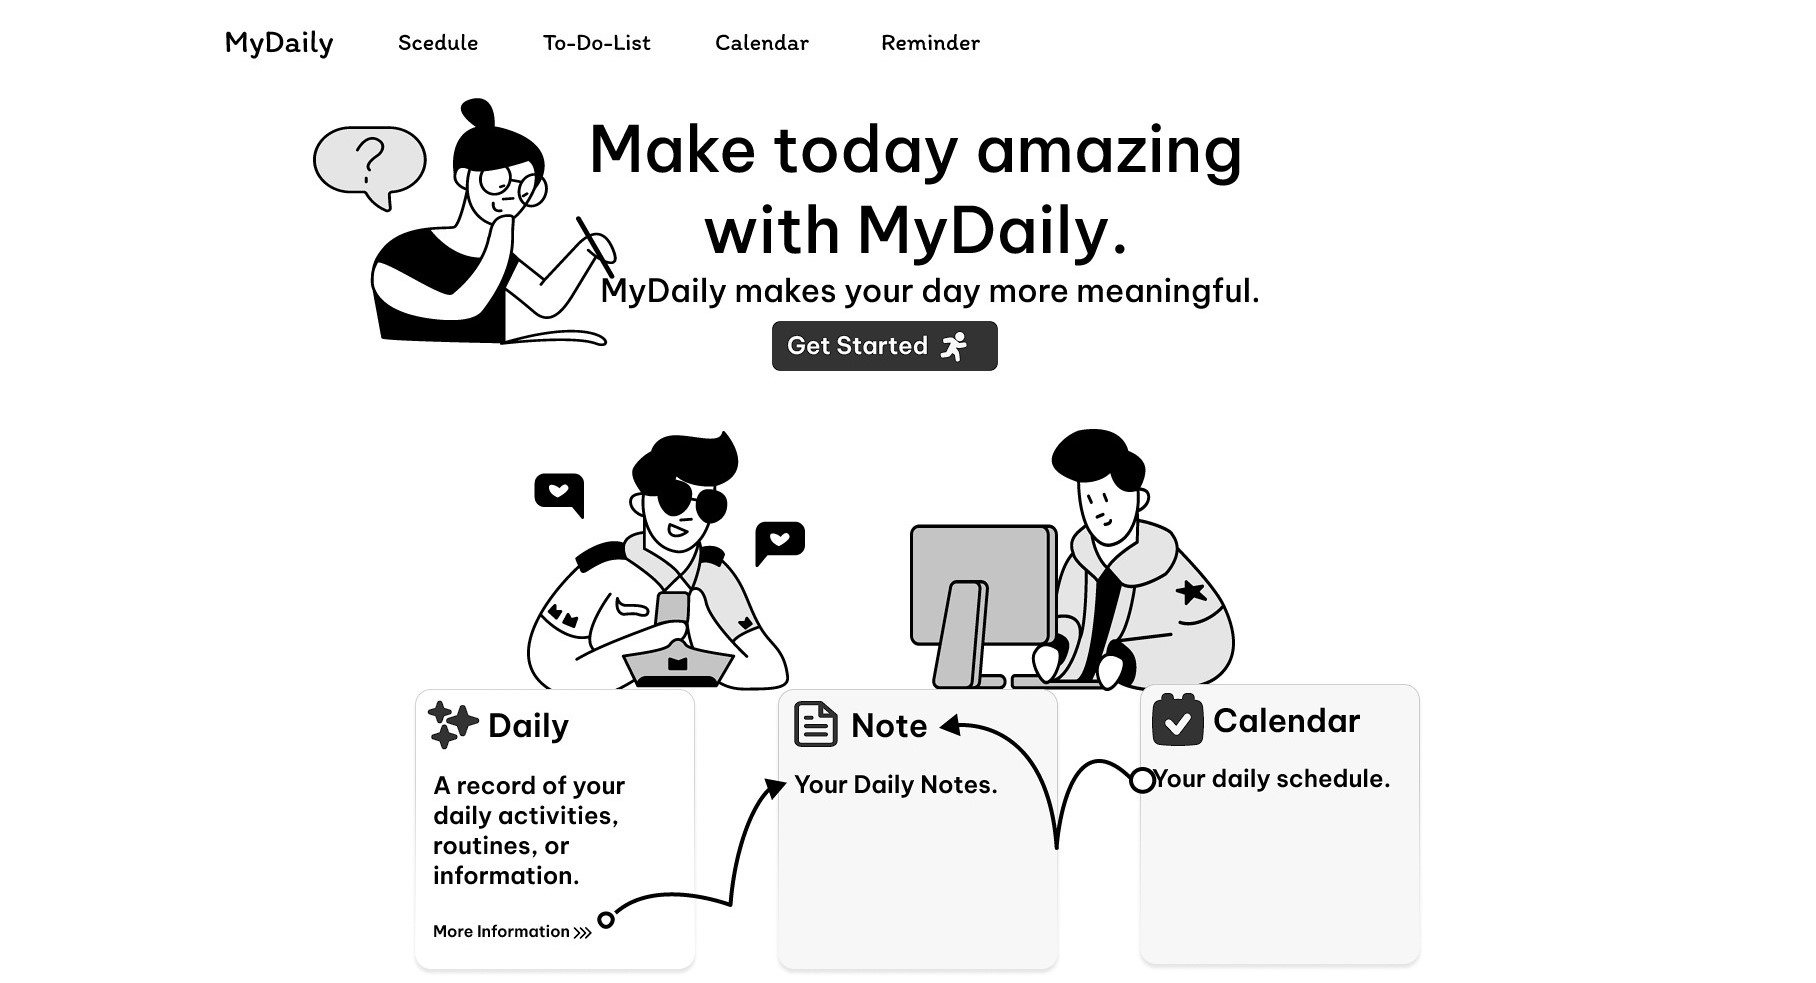 MyDaily
Scedule
To-Do-List
Calendar
Reminder
?
Make today amazing
with MyDaily.
MyDaily makes your day more meaningful.
Get Started
Daily
A record of your
daily activities,
routines, or
information.
More Information
Note
Your Daily Notes.
Calendar
Your daily schedule.